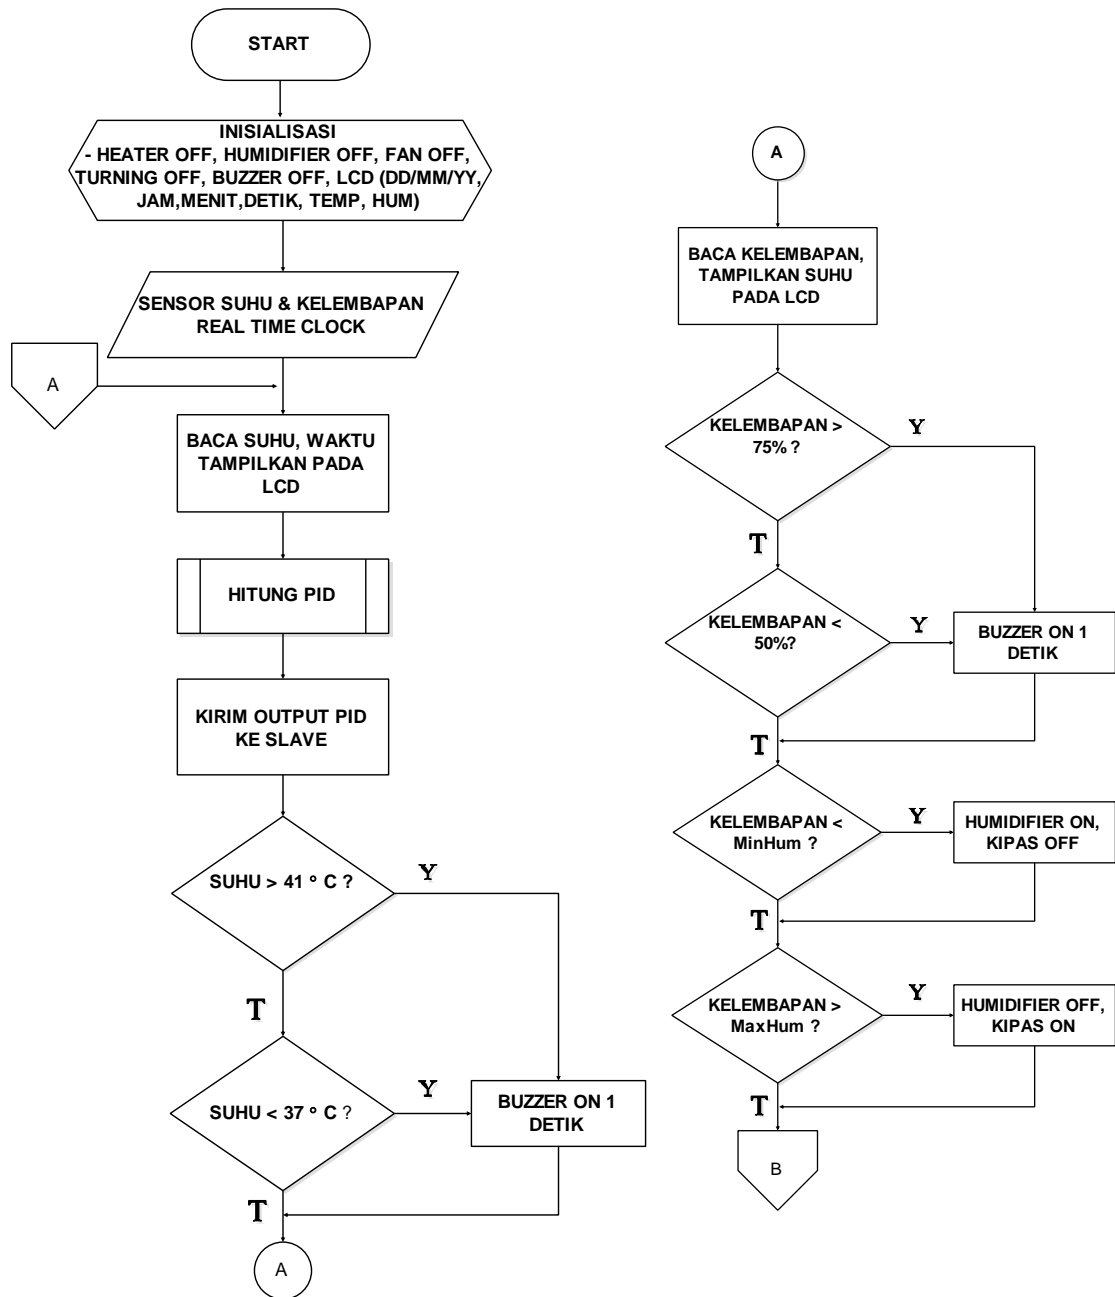 START
INISIALISASI
- HEATER OFF, HUMIDIFIER OFF, FAN OFF,
TURNING OFF, BUZZER OFF, LCD (DD/MM/YY,
JAM,MENIT,DETIK, TEMP, HUM)
SENSOR SUHU & KELEMBAPAN
REAL TIME CLOCK
A
BACA SUHU, WAKTU
TAMPILKAN PADA
LCD
HITUNG PID
KIRIM OUTPUT PID
KE SLAVE
SUHU > 41 ° C ?
Y
T
SUHU < 37 ° C ?
Y
BUZZER ON 1
DETIK
T
A
A
BACA KELEMBAPAN,
TAMPILKAN SUHU
PADA LCD
KELEMBAPAN >
75% ?
Y
T
KELEMBAPAN <
50%?
Y
BUZZER ON 1
DETIK
T
KELEMBAPAN <
MinHum ?
Y
HUMIDIFIER ON,
KIPAS OFF
T
KELEMBAPAN >
MaxHum ?
Y
HUMIDIFIER OFF,
KIPAS ON
T
B